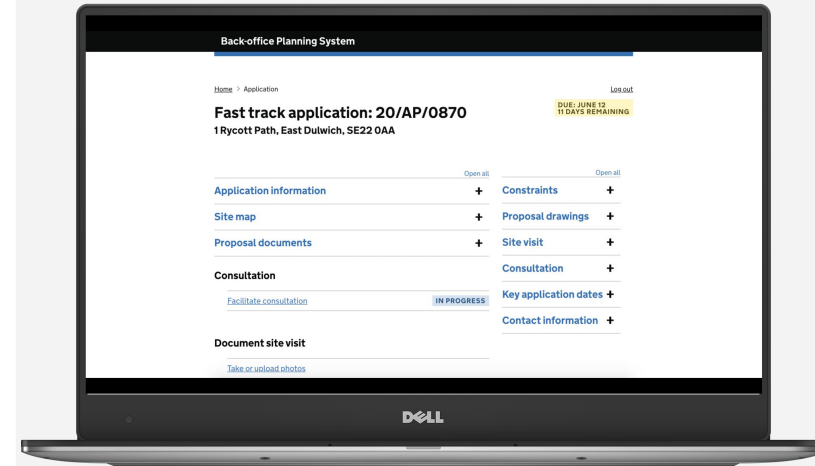 Back-office Planning System
Home > Application
Log out
Fast track application: 20/AP/0870
DUE: JUNE 12
11 DAYS REMAINING
1 Rycott Path, East Dulwich, SE22 0AA
Open all
Application information +
Site map +
Proposal documents +
Consultation
Facilitate consultation IN PROGRESS
Document site visit
Take or upload photos
Open all
Constraints +
Proposal drawings +
Site visit +
Consultation +
Key application dates +
Contact information +
DELL